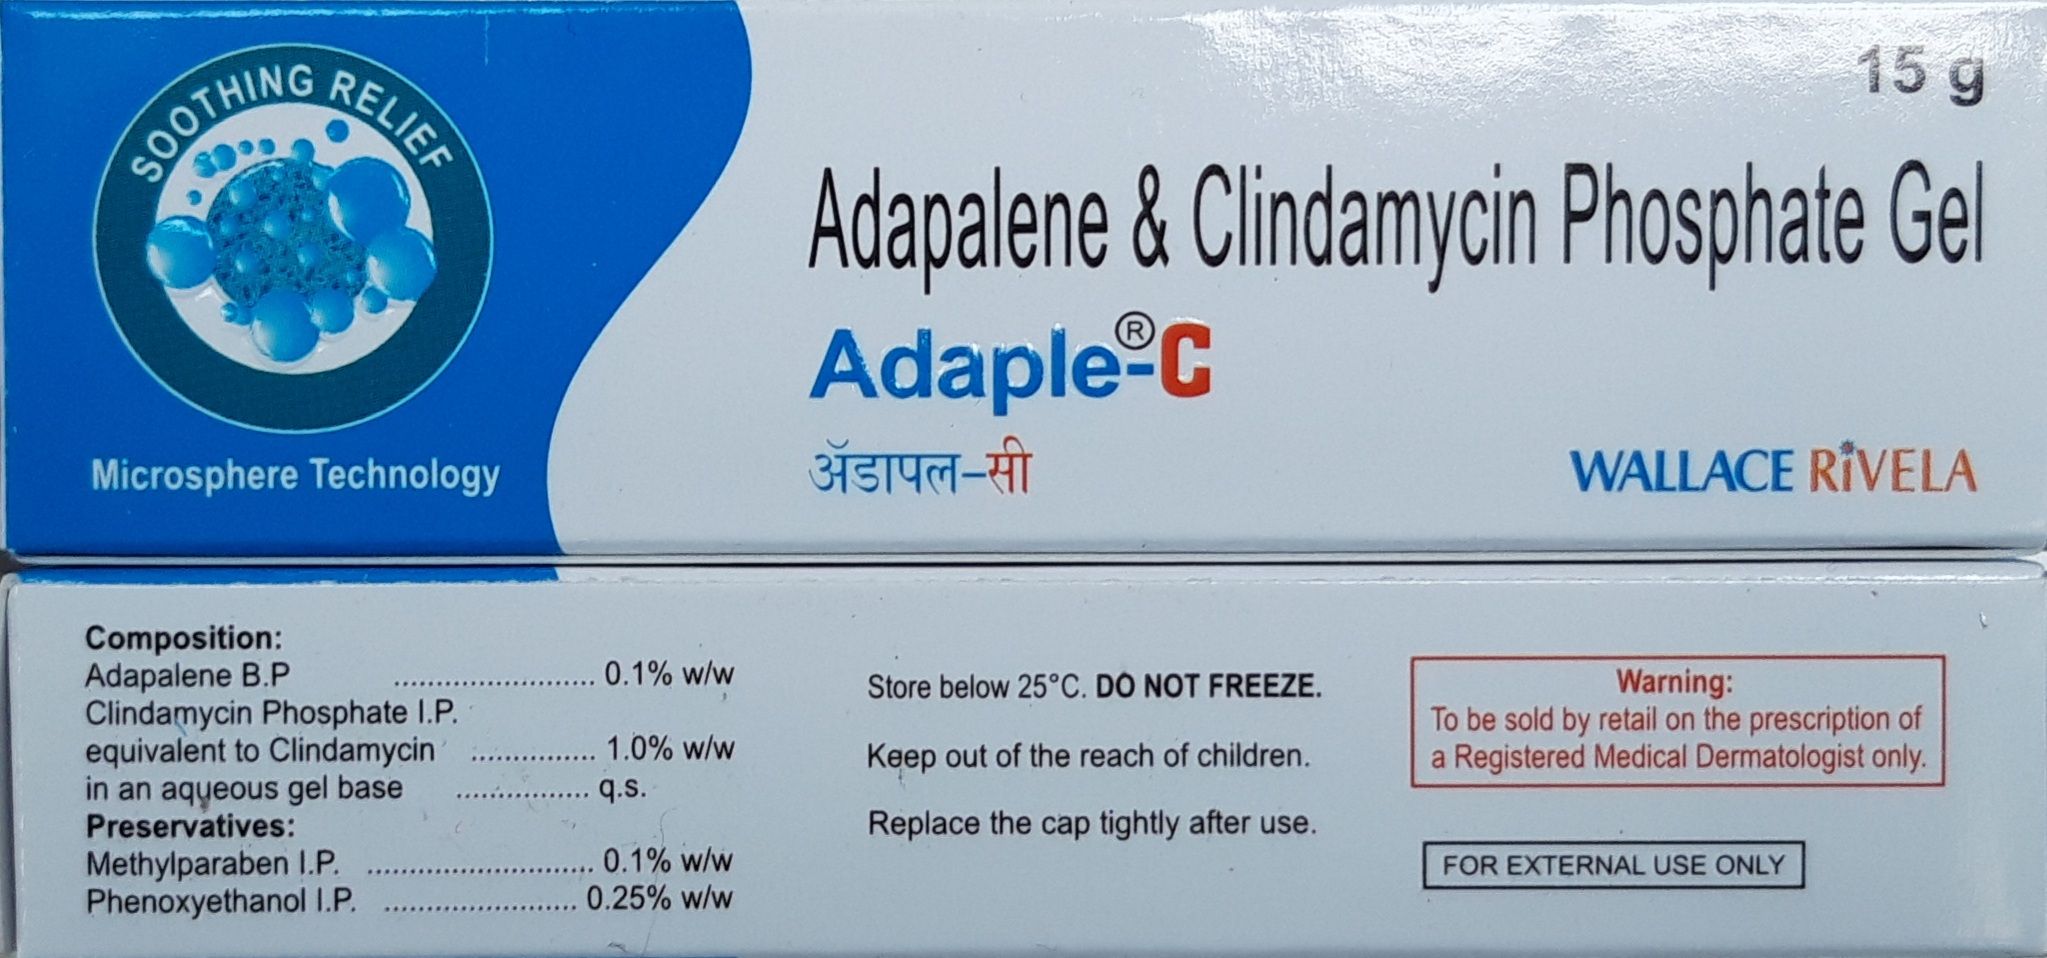 SOOTHING RELIEF
Microsphere Technology
15 g
Adapalene & Clindamycin Phosphate Gel
Adaple®-C
ॲडापल-सी
WALLACE RIVELA
Composition:
Adapalene B.P ........................ 0.1% w/w
Clindamycin Phosphate I.P.
equivalent to Clindamycin ............... 1.0% w/w
in an aqueous gel base ................ q.s.
Preservatives:
Methylparaben I.P. ........................... 0.1% w/w
Phenoxyethanol I.P. ....................... 0.25% w/w
Store below 25°C. DO NOT FREEZE.
Keep out of the reach of children.
Replace the cap tightly after use.
Warning:
To be sold by retail on the prescription of
a Registered Medical Dermatologist only.
FOR EXTERNAL USE ONLY